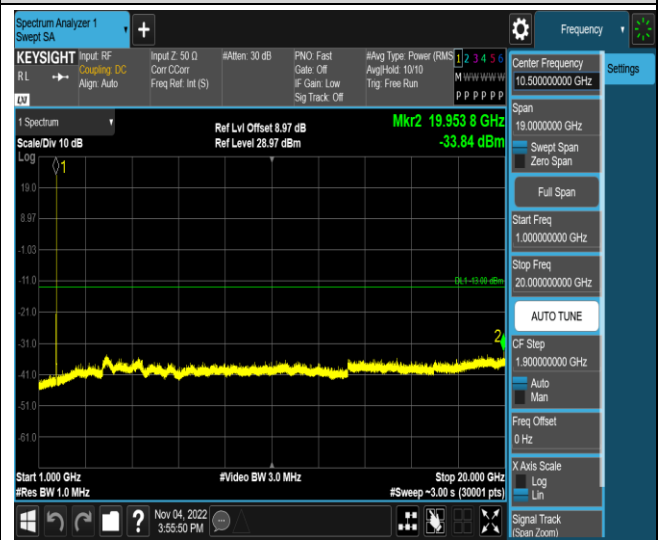 Spectrum Analyzer 1
Swept SA
+
Frequency
KEYSIGHT
RL
LXI
Input: RF
Coupling: DC
Align: Auto
Input Z: 50 Ω
Corr CCorr
Freq Ref: Int (S)
#Atten: 30 dB
PNO: Fast
Gate: Off
IF Gain: Low
Sig Track: Off
#Avg Type: Power (RMS
Avg|Hold: 10/10
Trig: Free Run
1 2 3 4 5 6
M W W W W W
P P P P P P
1 Spectrum
Scale/Div 10 dB
Ref Lvl Offset 8.97 dB
Ref Level 28.97 dBm
Mkr2 19.953 8 GHz
-33.84 dBm
Log
1
19.0
8.97
-1.03
-11.0
DL1 -13.00 dBm
-21.0
-31.0
2
-41.0
-51.0
-61.0
Start 1.000 GHz
#Res BW 1.0 MHz
#Video BW 3.0 MHz
Stop 20.000 GHz
#Sweep ~3.00 s (30001 pts)
?
Nov 04, 2022
3:55:50 PM
Center Frequency
10.500000000 GHz
Settings
Span
19.0000000 GHz
Swept Span
Zero Span
Full Span
Start Freq
1.000000000 GHz
Stop Freq
20.000000000 GHz
AUTO TUNE
CF Step
1.900000000 GHz
Auto
Man
Freq Offset
0 Hz
X Axis Scale
Log
Lin
Signal Track
(Span Zoom)